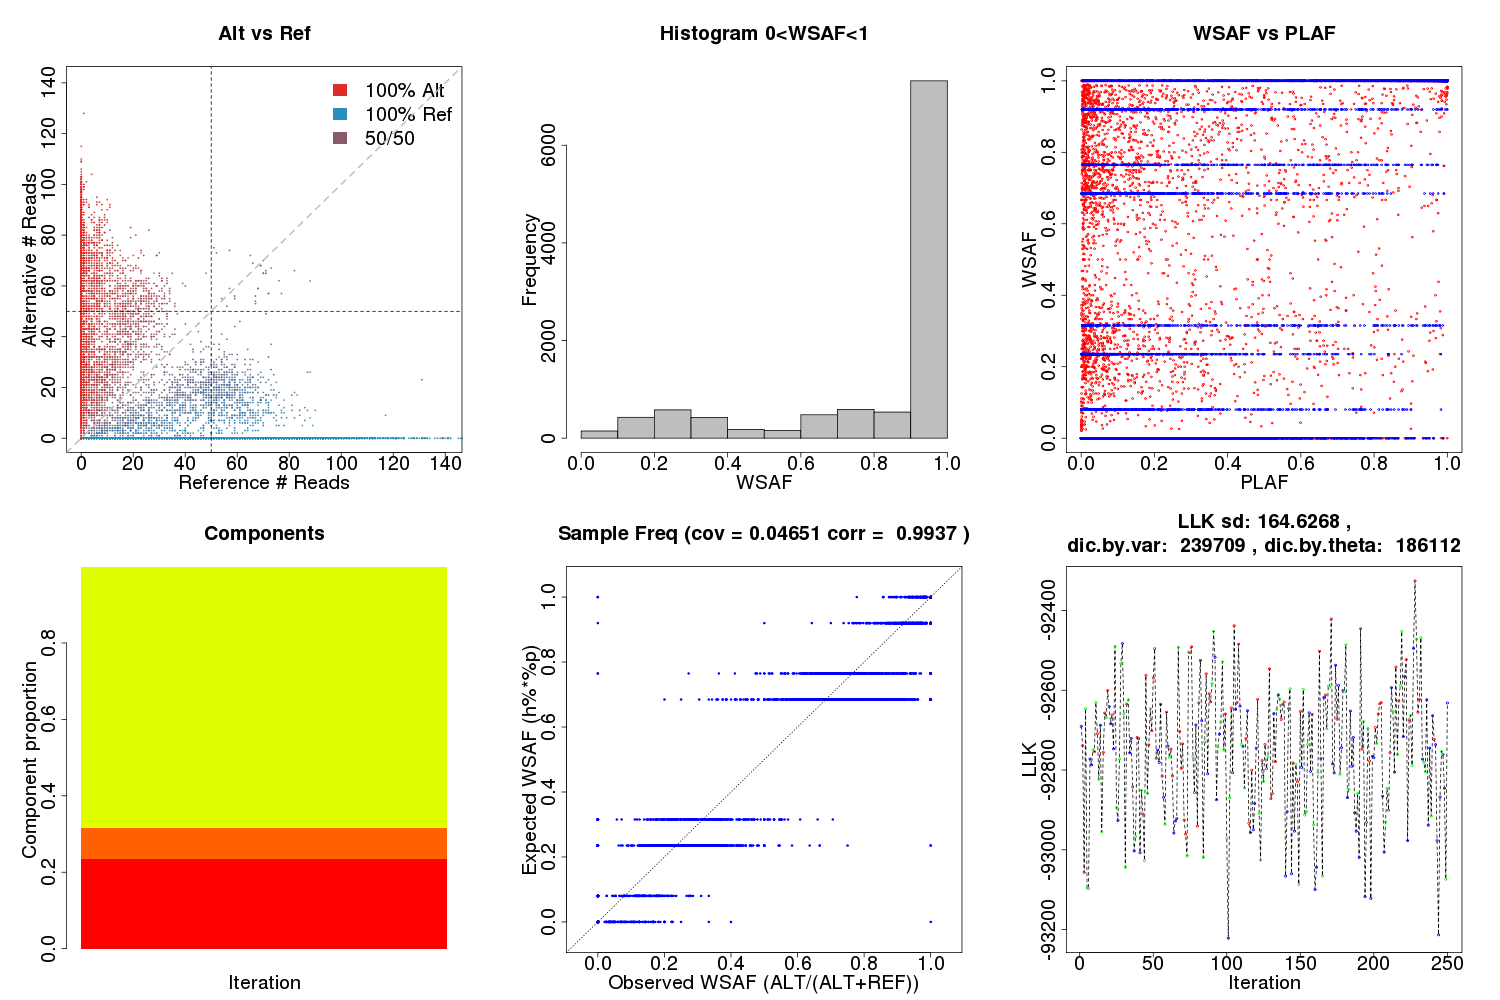 Alt vs Ref
140
120
100
80
60
40
20
0
Alternative # Reads
100% Alt
100% Ref
50/50
0 20 40 60 80 100 120 140
Reference # Reads
Histogram 0<WSAF<1
6000
4000
2000
0
Frequency
0.0 0.2 0.4 0.6 0.8 1.0
WSAF
WSAF vs PLAF
1.0
0.8
0.6
0.4
0.2
0.0
WSAF
0.0 0.2 0.4 0.6 0.8 1.0
PLAF
Components
0.8
0.6
0.4
0.2
0.0
Component proportion
Iteration
Sample Freq (cov = 0.04651 corr = 0.9937 )
1.0
0.8
0.6
0.4
0.2
0.0
Expected WSAF (h%*%p)
0.0 0.2 0.4 0.6 0.8 1.0
Observed WSAF (ALT/(ALT+REF))
LLK sd: 164.6268 ,
dic.by.var: 239709 , dic.by.theta: 186112
-92400
-92600
-92800
-93000
-93200
LLK
0 50 100 150 200 250
Iteration